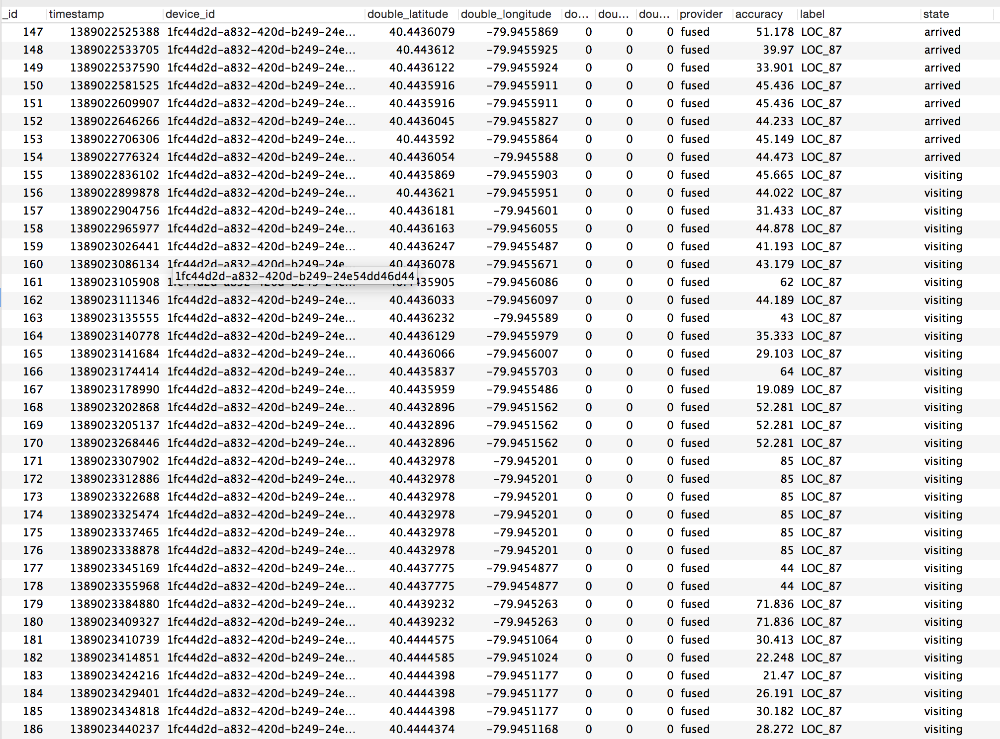 _id timestamp device_id double_latitude double_longitude do... dou... dou... provider accuracy label state
147 1389022525388 1fc44d2d-a832-420d-b249-24e... 40.4436079 -79.9455869 0 0 0 fused 51.178 LOC_87 arrived
148 1389022533705 1fc44d2d-a832-420d-b249-24e... 40.443612 -79.9455925 0 0 0 fused 39.97 LOC_87 arrived
149 1389022537590 1fc44d2d-a832-420d-b249-24e... 40.4436122 -79.9455924 0 0 0 fused 33.901 LOC_87 arrived
150 1389022581525 1fc44d2d-a832-420d-b249-24e... 40.4435916 -79.9455911 0 0 0 fused 45.436 LOC_87 arrived
151 1389022609907 1fc44d2d-a832-420d-b249-24e... 40.4435916 -79.9455911 0 0 0 fused 45.436 LOC_87 arrived
152 1389022646266 1fc44d2d-a832-420d-b249-24e... 40.4436045 -79.9455827 0 0 0 fused 44.233 LOC_87 arrived
153 1389022706306 1fc44d2d-a832-420d-b249-24e... 40.443592 -79.9455864 0 0 0 fused 45.149 LOC_87 arrived
154 1389022776324 1fc44d2d-a832-420d-b249-24e... 40.4436054 -79.945588 0 0 0 fused 44.473 LOC_87 arrived
155 1389022836102 1fc44d2d-a832-420d-b249-24e... 40.4435869 -79.9455903 0 0 0 fused 45.665 LOC_87 visiting
156 1389022899878 1fc44d2d-a832-420d-b249-24e... 40.443621 -79.9455951 0 0 0 fused 44.022 LOC_87 visiting
157 1389022904756 1fc44d2d-a832-420d-b249-24e... 40.4436181 -79.945601 0 0 0 fused 31.433 LOC_87 visiting
158 1389022965977 1fc44d2d-a832-420d-b249-24e... 40.4436163 -79.9456055 0 0 0 fused 44.878 LOC_87 visiting
159 1389023026441 1fc44d2d-a832-420d-b249-24e... 40.4436247 -79.9455487 0 0 0 fused 41.193 LOC_87 visiting
160 1389023086134 1fc44d2d-a832-420d-b249-24e... 40.4436078 -79.9455671 0 0 0 fused 43.179 LOC_87 visiting
1fc44d2d-a832-420d-b249-24e54dd46d44
161 1389023105908 -79.9456086 0 0 0 fused 62 LOC_87 visiting
162 1389023111346 1fc44d2d-a832-420d-b249-24e... 40.4436033 -79.9456097 0 0 0 fused 44.189 LOC_87 visiting
163 1389023135555 1fc44d2d-a832-420d-b249-24e... 40.4436232 -79.945589 0 0 0 fused 43 LOC_87 visiting
164 1389023140778 1fc44d2d-a832-420d-b249-24e... 40.4436129 -79.9455979 0 0 0 fused 35.333 LOC_87 visiting
165 1389023141684 1fc44d2d-a832-420d-b249-24e... 40.4436066 -79.9456007 0 0 0 fused 29.103 LOC_87 visiting
166 1389023174414 1fc44d2d-a832-420d-b249-24e... 40.4435837 -79.9455703 0 0 0 fused 64 LOC_87 visiting
167 1389023178990 1fc44d2d-a832-420d-b249-24e... 40.4435959 -79.9455486 0 0 0 fused 19.089 LOC_87 visiting
168 1389023202868 1fc44d2d-a832-420d-b249-24e... 40.4432896 -79.9451562 0 0 0 fused 52.281 LOC_87 visiting
169 1389023205137 1fc44d2d-a832-420d-b249-24e... 40.4432896 -79.9451562 0 0 0 fused 52.281 LOC_87 visiting
170 1389023268446 1fc44d2d-a832-420d-b249-24e... 40.4432896 -79.9451562 0 0 0 fused 52.281 LOC_87 visiting
171 1389023307902 1fc44d2d-a832-420d-b249-24e... 40.4432978 -79.945201 0 0 0 fused 85 LOC_87 visiting
172 1389023312886 1fc44d2d-a832-420d-b249-24e... 40.4432978 -79.945201 0 0 0 fused 85 LOC_87 visiting
173 1389023322688 1fc44d2d-a832-420d-b249-24e... 40.4432978 -79.945201 0 0 0 fused 85 LOC_87 visiting
174 1389023325474 1fc44d2d-a832-420d-b249-24e... 40.4432978 -79.945201 0 0 0 fused 85 LOC_87 visiting
175 1389023337465 1fc44d2d-a832-420d-b249-24e... 40.4432978 -79.945201 0 0 0 fused 85 LOC_87 visiting
176 1389023338878 1fc44d2d-a832-420d-b249-24e... 40.4432978 -79.945201 0 0 0 fused 85 LOC_87 visiting
177 1389023345169 1fc44d2d-a832-420d-b249-24e... 40.4437775 -79.9454877 0 0 0 fused 44 LOC_87 visiting
178 1389023355968 1fc44d2d-a832-420d-b249-24e... 40.4437775 -79.9454877 0 0 0 fused 44 LOC_87 visiting
179 1389023384880 1fc44d2d-a832-420d-b249-24e... 40.4439232 -79.945263 0 0 0 fused 71.836 LOC_87 visiting
180 1389023409327 1fc44d2d-a832-420d-b249-24e... 40.4439232 -79.945263 0 0 0 fused 71.836 LOC_87 visiting
181 1389023410739 1fc44d2d-a832-420d-b249-24e... 40.4444575 -79.9451064 0 0 0 fused 30.413 LOC_87 visiting
182 1389023414851 1fc44d2d-a832-420d-b249-24e... 40.4444585 -79.9451024 0 0 0 fused 22.248 LOC_87 visiting
183 1389023424216 1fc44d2d-a832-420d-b249-24e... 40.4444398 -79.9451177 0 0 0 fused 21.47 LOC_87 visiting
184 1389023429401 1fc44d2d-a832-420d-b249-24e... 40.4444398 -79.9451177 0 0 0 fused 26.191 LOC_87 visiting
185 1389023434818 1fc44d2d-a832-420d-b249-24e... 40.4444398 -79.9451177 0 0 0 fused 30.182 LOC_87 visiting
186 1389023440237 1fc44d2d-a832-420d-b249-24e... 40.4444374 -79.9451168 0 0 0 fused 28.272 LOC_87 visiting